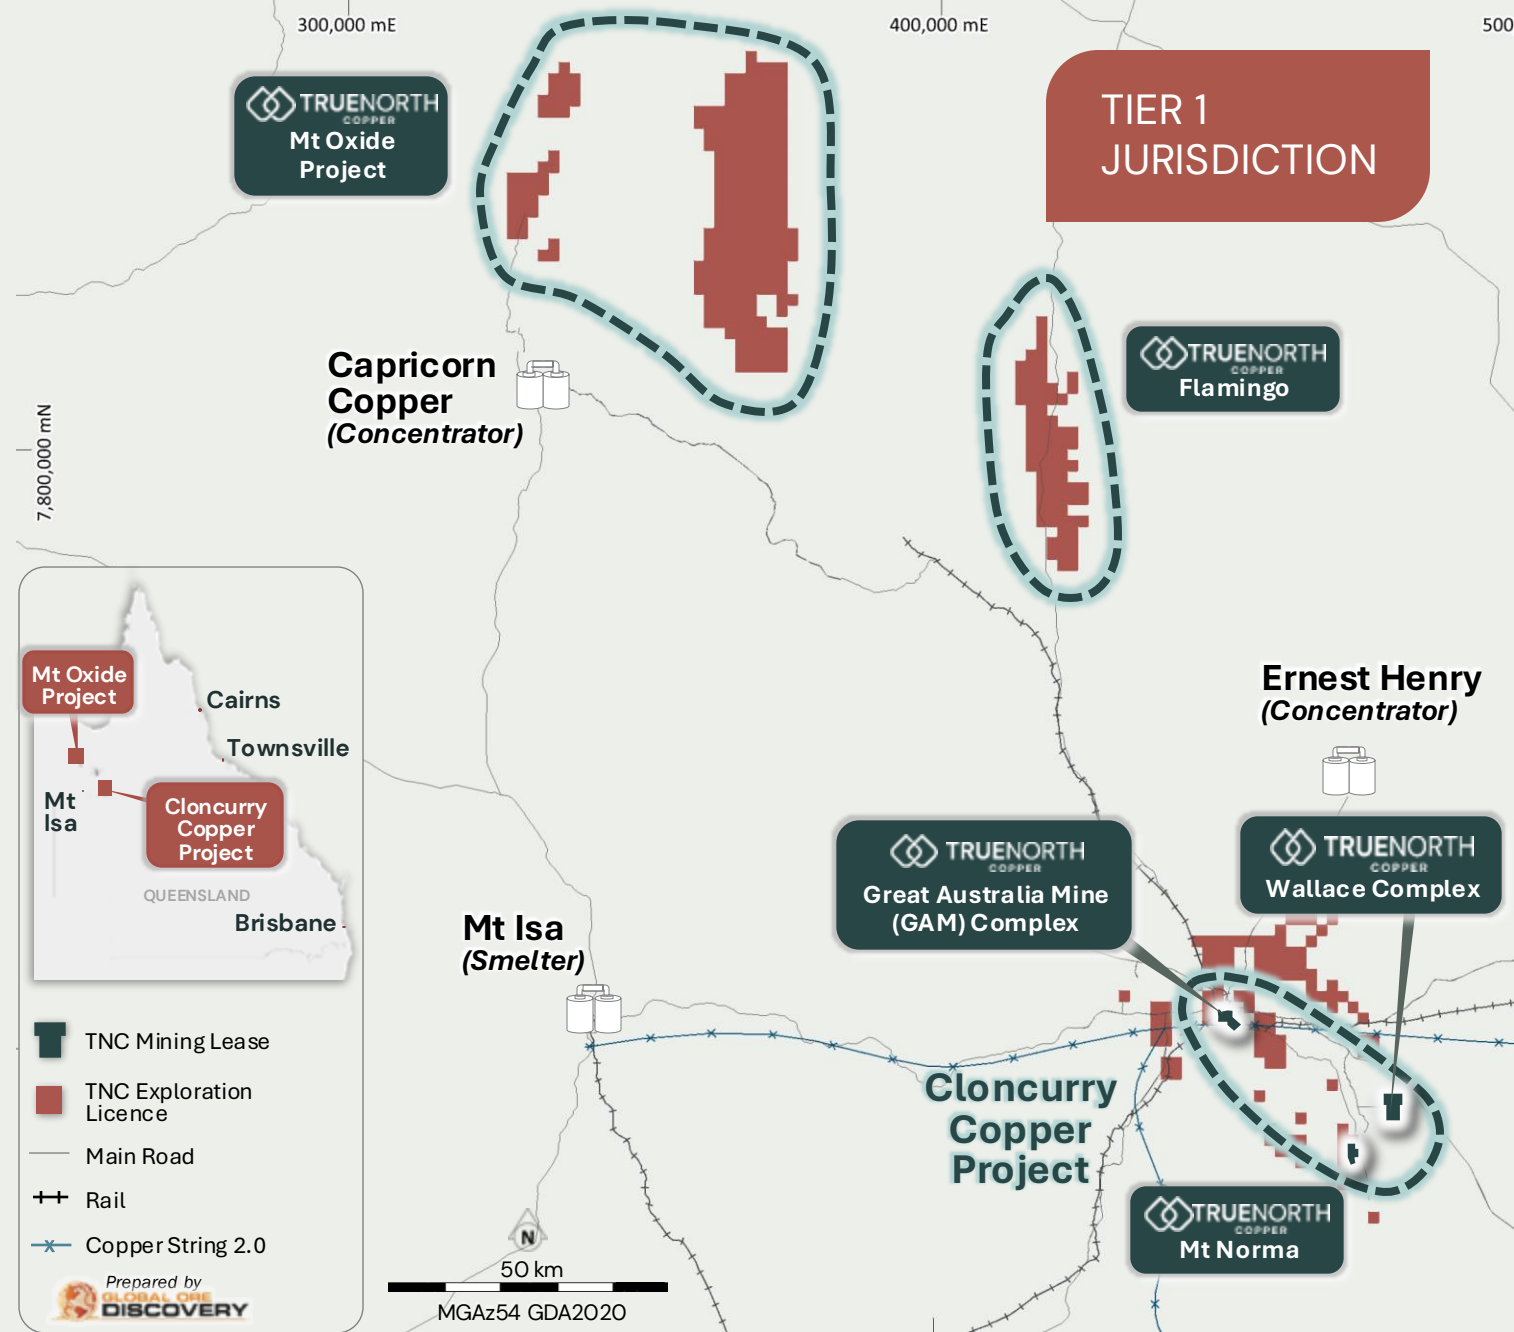 300,000 mE
400,000 mE
500
TRUENORTH
COPPER
Mt Oxide
Project
TIER 1
JURISDICTION
TRUENORTH
COPPER
Flamingo
Capricorn
Copper
(Concentrator)
7,800,000 mN
Mt Oxide
Project
Cairns
Townsville
Mt
Isa
Cloncurry
Copper
Project
QUEENSLAND
Brisbane
Ernest Henry
(Concentrator)
TRUENORTH
COPPER
Great Australia Mine
(GAM) Complex
TRUENORTH
COPPER
Wallace Complex
Mt Isa
(Smelter)
Cloncurry
Copper
Project
TRUENORTH
COPPER
Mt Norma
TNC Mining Lease
TNC Exploration
Licence
Main Road
Rail
Copper String 2.0
Prepared by
GLOBAL ORE
DISCOVERY
N
50 km
MGAz54 GDA2020